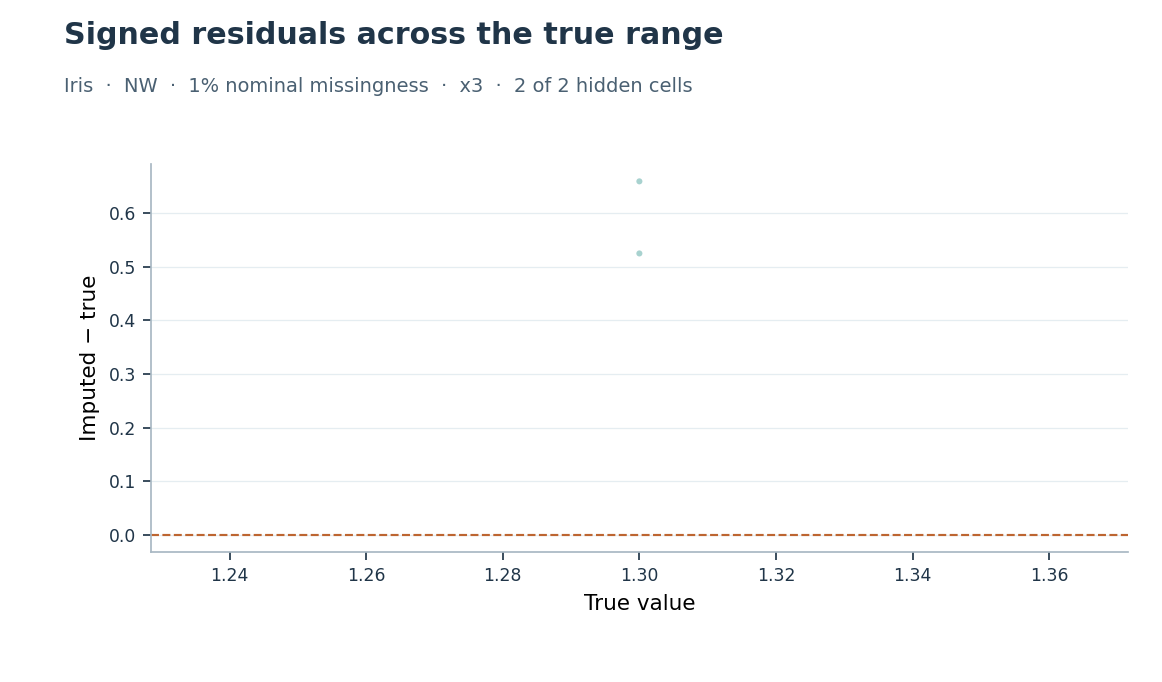 Signed residuals across the true range
Iris · NW · 1% nominal missingness · x3 · 2 of 2 hidden cells
Imputed − true
0.6
0.5
0.4
0.3
0.2
0.1
0.0
1.24 1.26 1.28 1.30 1.32 1.34 1.36
True value